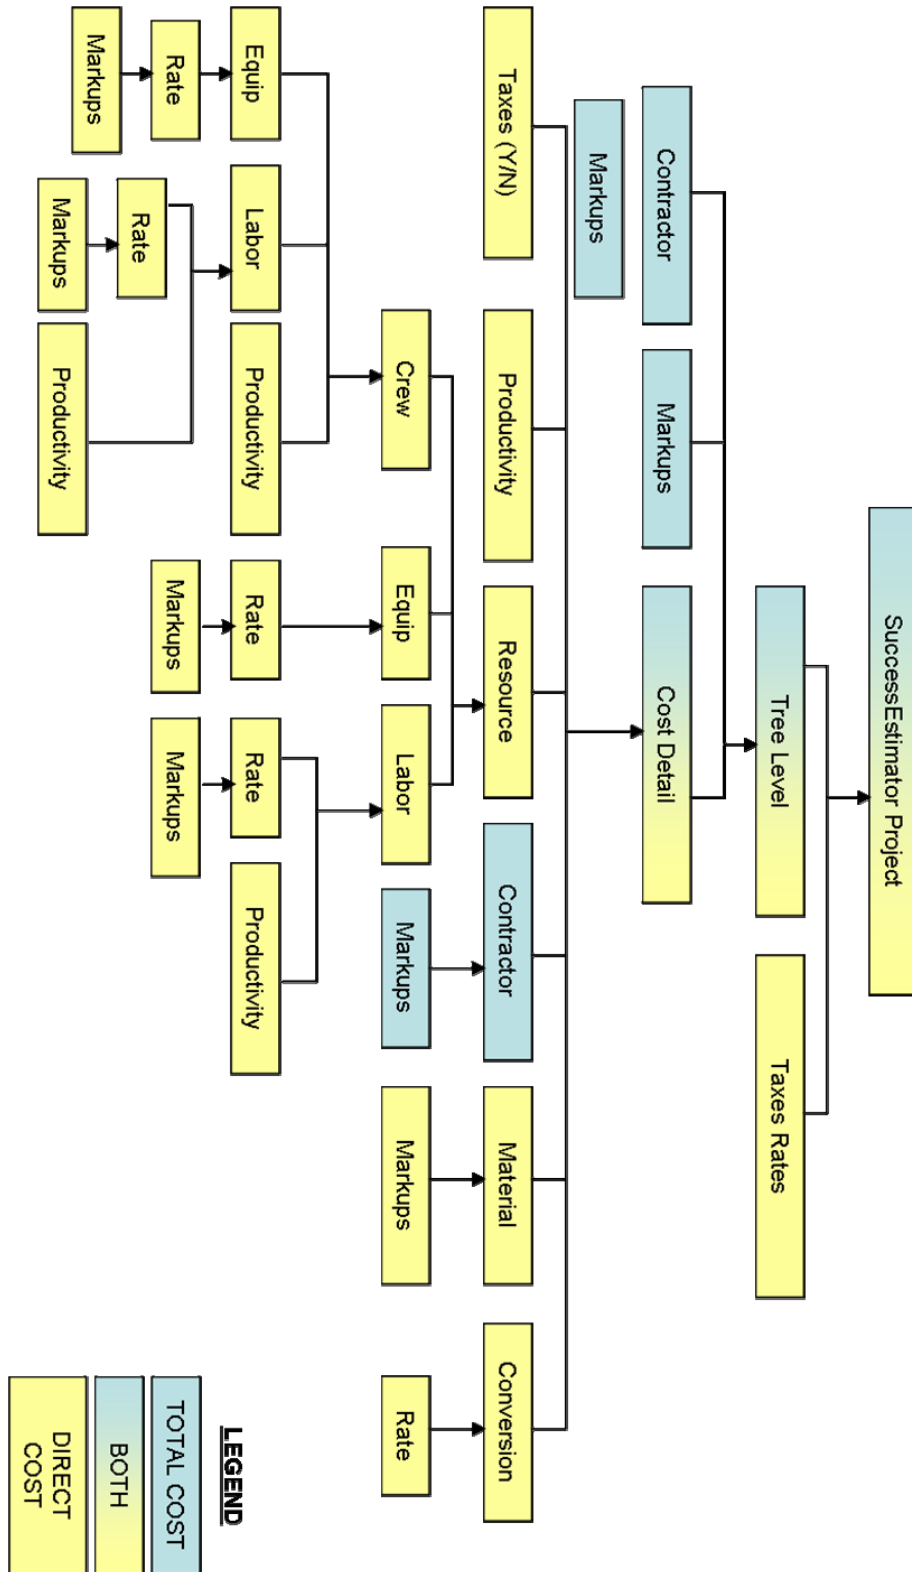 SuccessEstimator Project
Tree Level
Taxes Rates
Contractor
Markups
Cost Detail
Markups
Taxes (Y/N)
Productivity
Resource
Contractor
Material
Conversion
Crew
Equip
Labor
Markups
Markups
Rate
Equip
Labor
Productivity
Rate
Rate
Productivity
Rate
Markups
Markups
Rate
Markups
Markups
Productivity
LEGEND
TOTAL COST
BOTH
DIRECT
COST